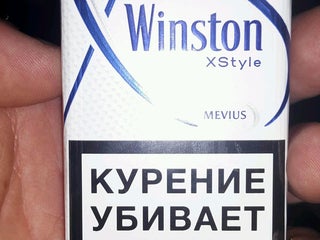 Winston
XStyle
MEVIUS
КУРЕНИЕ
УБИВАЕТ